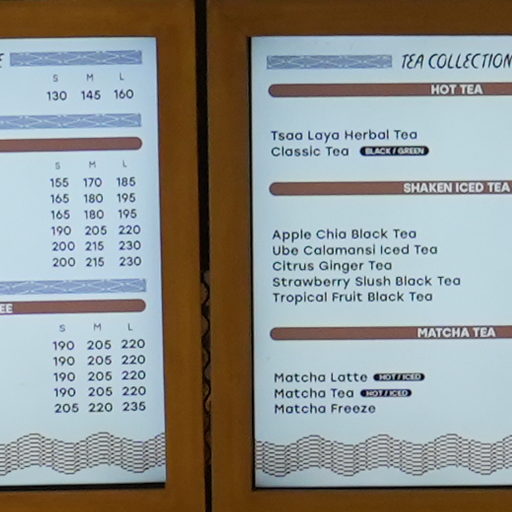 E
S M L
130 145 160
S M L
155 170 185
165 180 195
165 180 195
190 205 220
200 215 230
200 215 230
EE
S M L
190 205 220
190 205 220
190 205 220
190 205 220
205 220 235
TEA COLLECTION
HOT TEA
Tsaa Laya Herbal Tea
Classic Tea BLACK / GREEN
SHAKEN ICED TEA
Apple Chia Black Tea
Ube Calamansi Iced Tea
Citrus Ginger Tea
Strawberry Slush Black Tea
Tropical Fruit Black Tea
MATCHA TEA
Matcha Latte HOT / ICED
Matcha Tea HOT / ICED
Matcha Freeze